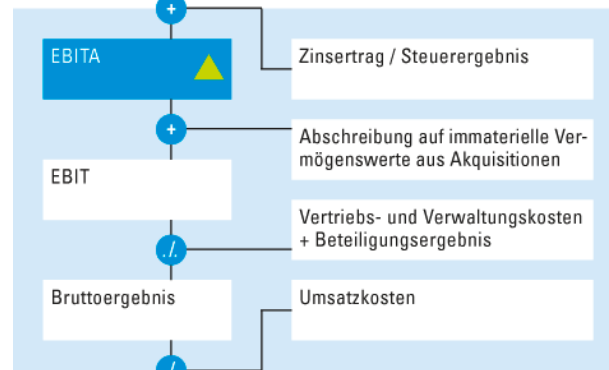 +
EBITA
Zinsertrag / Steuerergebnis
+
Abschreibung auf immaterielle Ver-
mögenswerte aus Akquisitionen
EBIT
Vertriebs- und Verwaltungskosten
+ Beteiligungsergebnis
./.
Bruttoergebnis
Umsatzkosten
./.